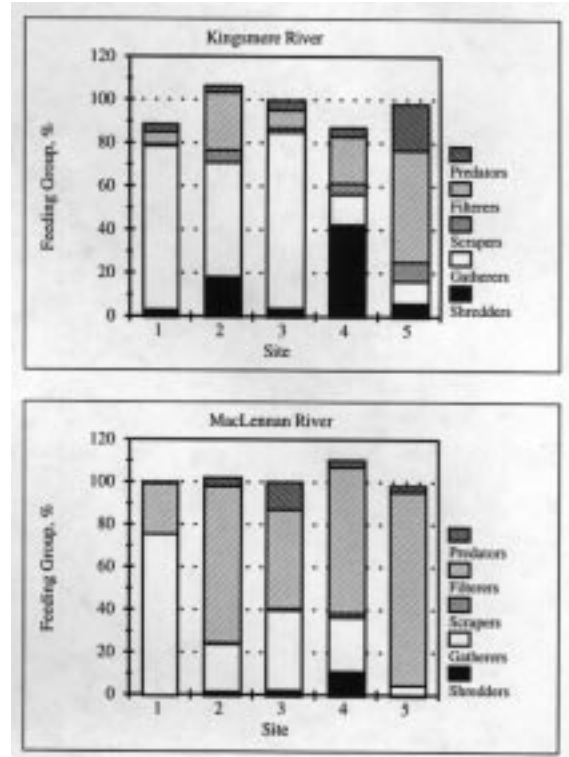 Kingsmere River
120
100
80
60
40
20
0
Feeding Group, %
1 2 3 4 5
Site
Predators
Filterers
Scrapers
Gatherers
Shredders
MacLennan River
120
100
80
60
40
20
0
Feeding Group, %
1 2 3 4 5
Site
Predators
Filterers
Scrapers
Gatherers
Shredders